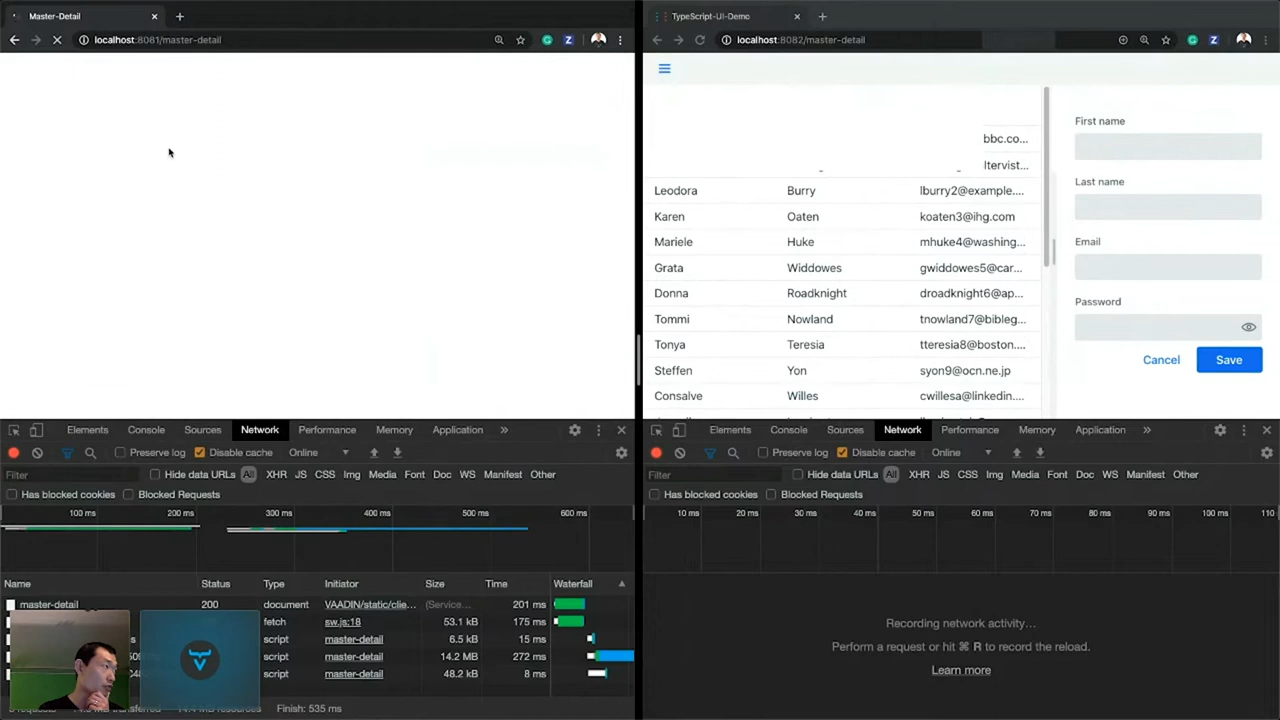 Master-Detail
localhost:8081/master-detail
TypeScript-UI-Demo
localhost:8082/master-detail
bbc.co...
ltervist...
Leodora Burry lburry2@example....
Karen Oaten koaten3@ihg.com
Mariele Huke mhuke4@washing...
Grata Widdowes gwiddowes5@car...
Donna Roadknight droadknight6@ap...
Tommi Nowland tnowland7@bibleg...
Tonya Teresia tteresia8@boston....
Steffen Yon syon9@ocn.ne.jp
Consalve Willes cwillesa@linkedin....
First name
Last name
Email
Password
Cancel Save
Elements Console Sources Network Performance Memory Application »
Preserve log Disable cache Online
Filter Hide data URLs All XHR JS CSS Img Media Font Doc WS Manifest Other
Has blocked cookies Blocked Requests
100 ms 200 ms 300 ms 400 ms 500 ms 600 ms
Name Status Type Initiator Size Time Waterfall
master-detail 200 document VAADIN/static/clie... (Service... 201 ms
fetch sw.js:18 53.1 kB 175 ms
script master-detail 6.5 kB 15 ms
script master-detail 14.2 MB 272 ms
script master-detail 48.2 kB 8 ms
Finish: 535 ms
Elements Console Sources Network Performance Memory Application »
Preserve log Disable cache Online
Filter Hide data URLs All XHR JS CSS Img Media Font Doc WS Manifest Other
Has blocked cookies Blocked Requests
10 ms 20 ms 30 ms 40 ms 50 ms 60 ms 70 ms 80 ms 90 ms 100 ms 110
Recording network activity…
Perform a request or hit ⌘ R to record the reload.
Learn more